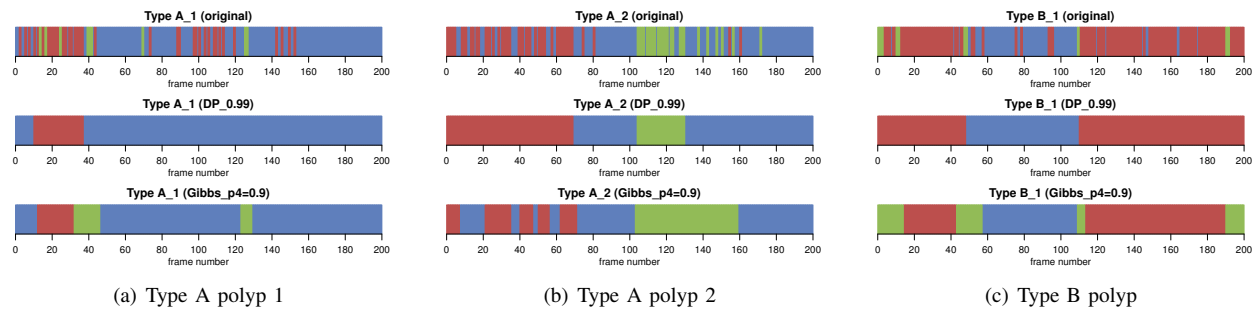 Type A_1 (original)
0 20 40 60 80 100 120 140 160 180 200
frame number
Type A_1 (DP_0.99)
0 20 40 60 80 100 120 140 160 180 200
frame number
Type A_1 (Gibbs_p4=0.9)
0 20 40 60 80 100 120 140 160 180 200
frame number
(a) Type A polyp 1
Type A_2 (original)
0 20 40 60 80 100 120 140 160 180 200
frame number
Type A_2 (DP_0.99)
0 20 40 60 80 100 120 140 160 180 200
frame number
Type A_2 (Gibbs_p4=0.9)
0 20 40 60 80 100 120 140 160 180 200
frame number
(b) Type A polyp 2
Type B_1 (original)
0 20 40 60 80 100 120 140 160 180 200
frame number
Type B_1 (DP_0.99)
0 20 40 60 80 100 120 140 160 180 200
frame number
Type B_1 (Gibbs_p4=0.9)
0 20 40 60 80 100 120 140 160 180 200
frame number
(c) Type B polyp